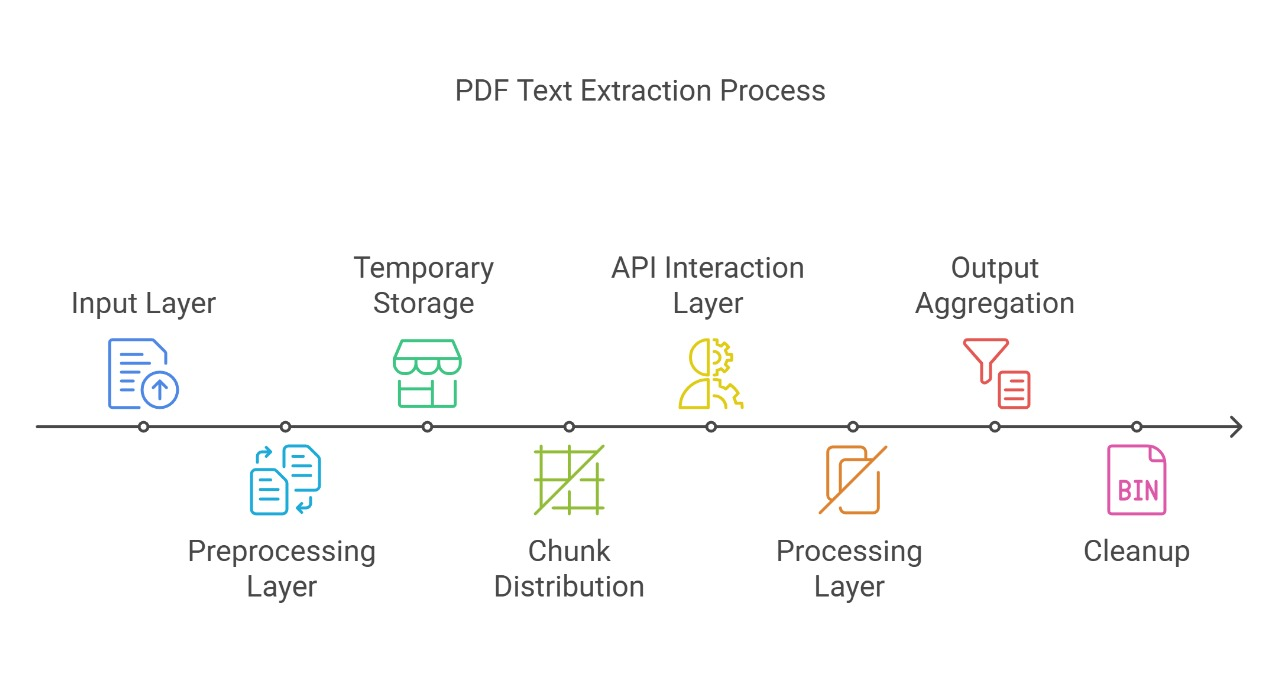 PDF Text Extraction Process
Input Layer
Preprocessing
Layer
Temporary
Storage
Chunk
Distribution
API Interaction
Layer
Processing
Layer
Output
Aggregation
BIN
Cleanup